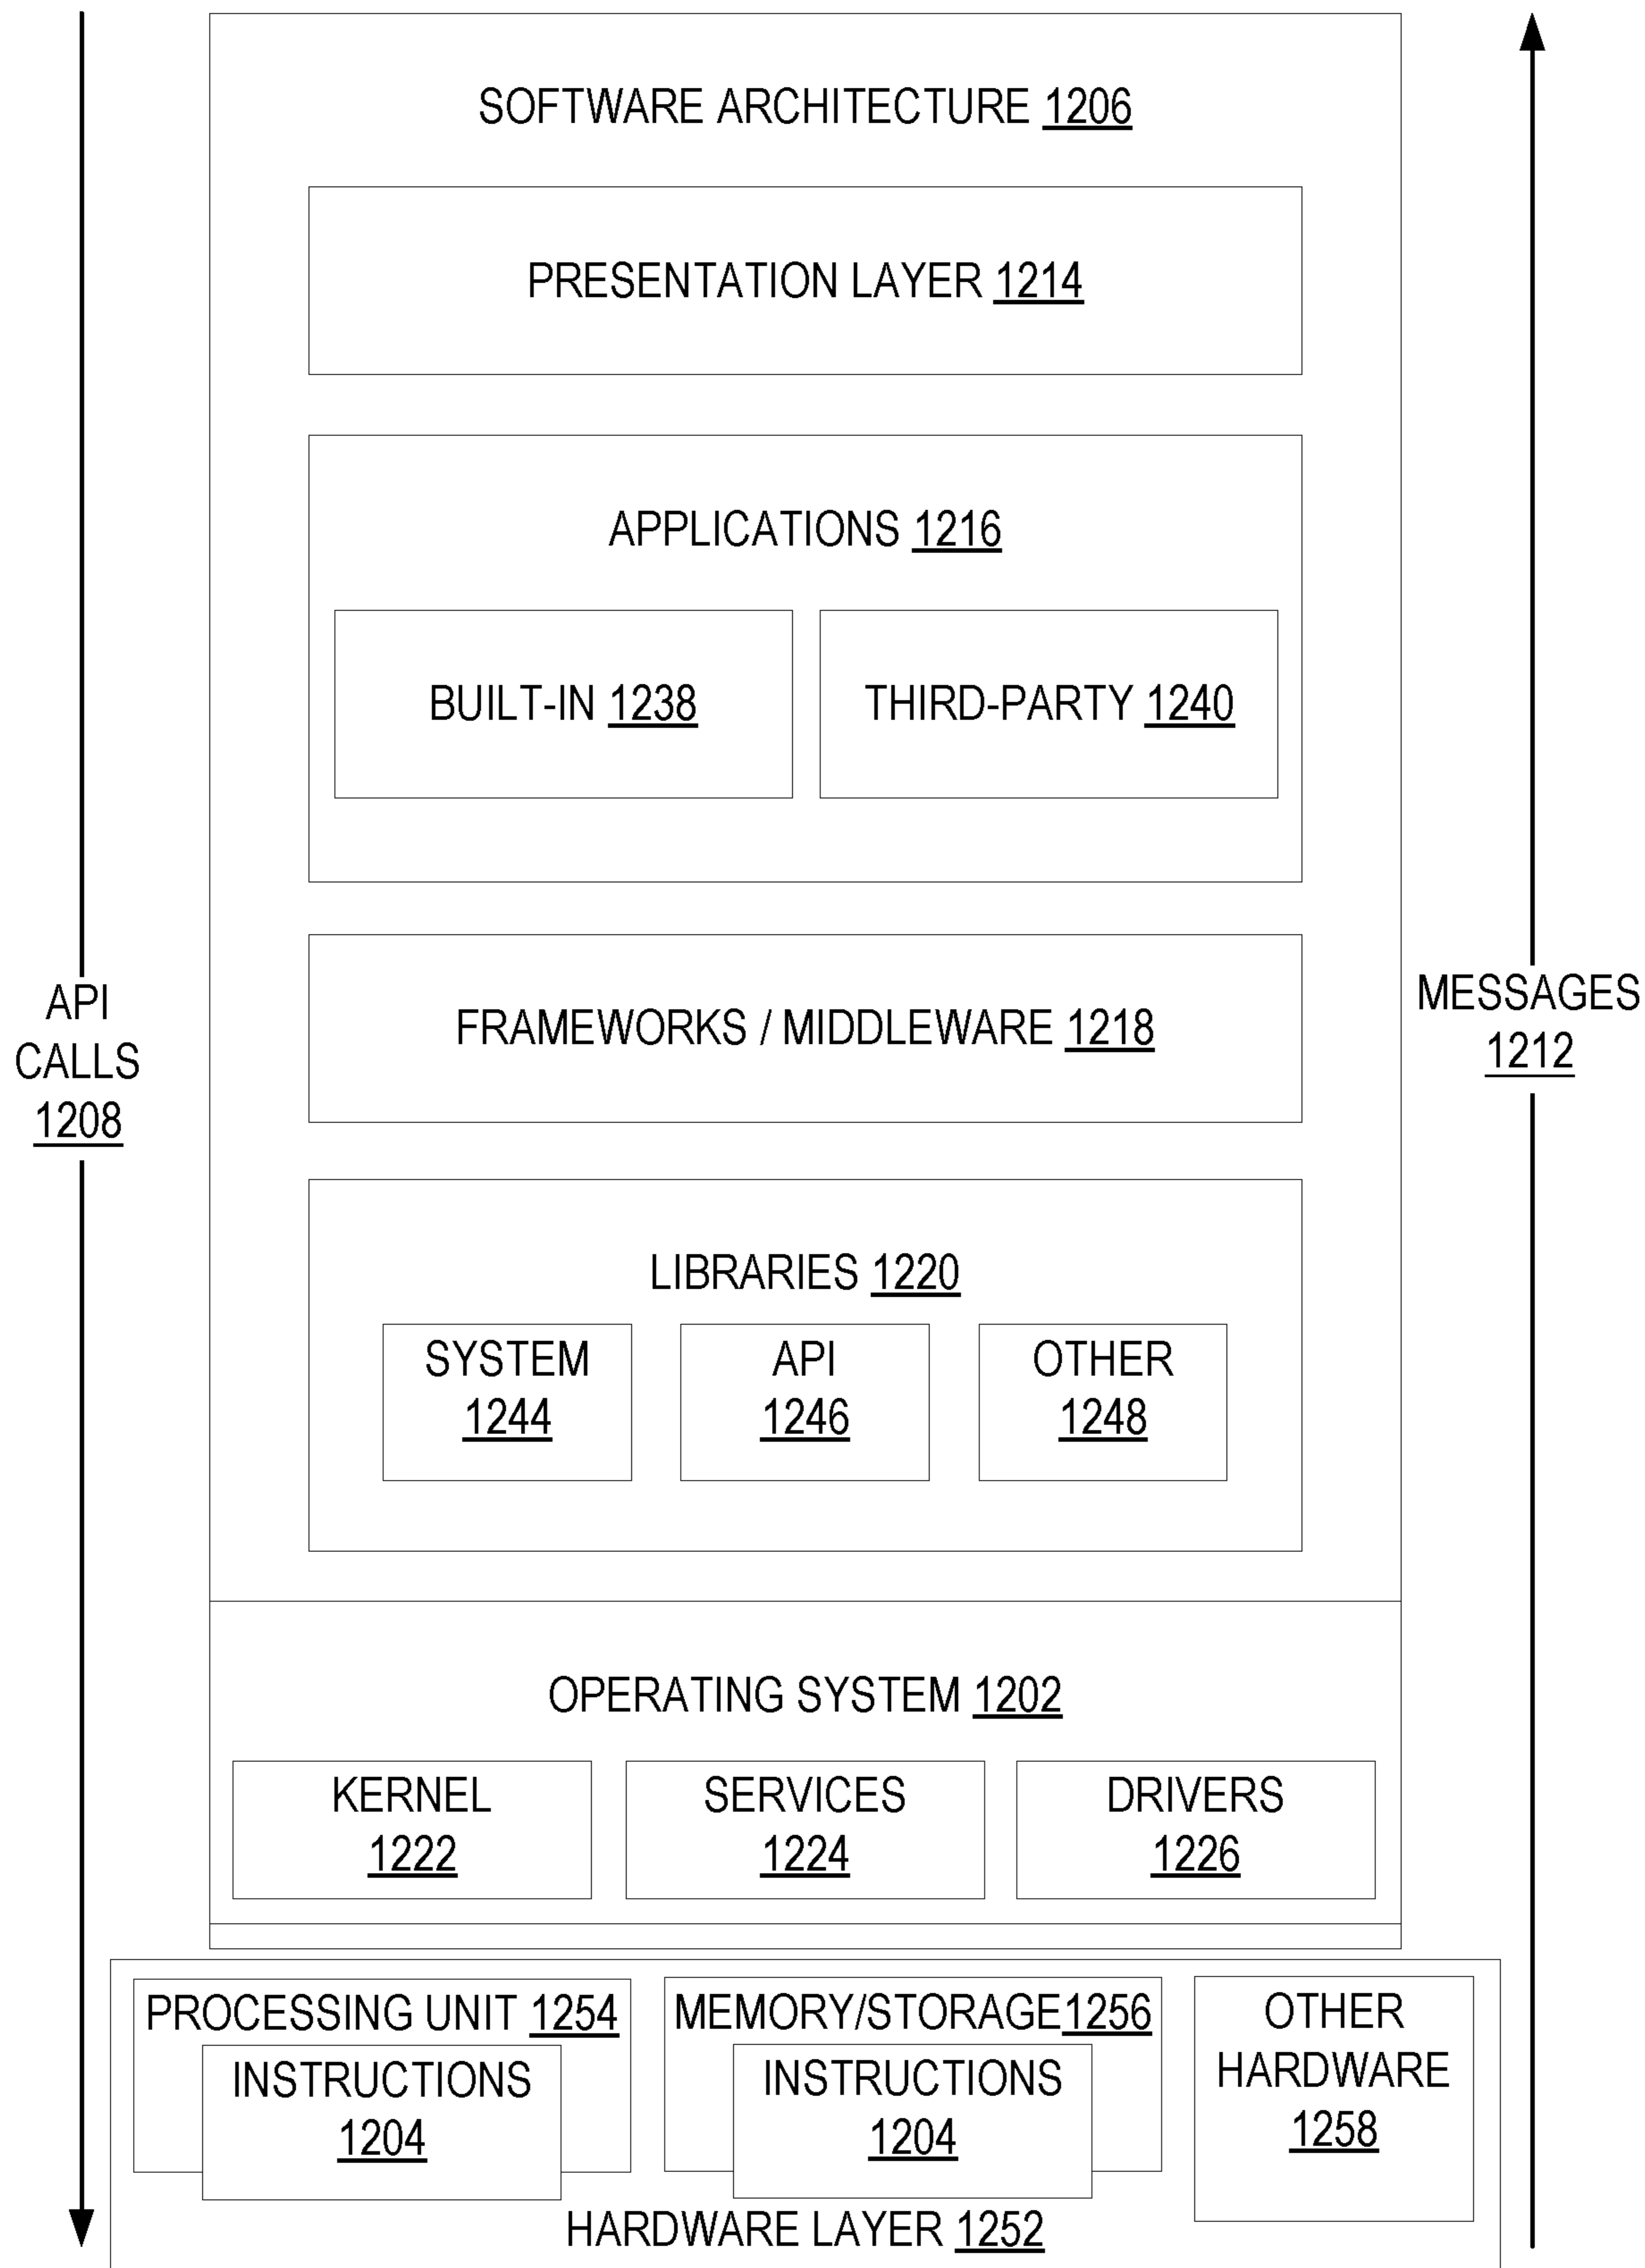 SOFTWARE ARCHITECTURE 1206
PRESENTATION LAYER 1214
APPLICATIONS 1216
BUILT-IN 1238
THIRD-PARTY 1240
API
CALLS
1208
FRAMEWORKS / MIDDLEWARE 1218
MESSAGES
1212
LIBRARIES 1220
SYSTEM
1244
API
1246
OTHER
1248
OPERATING SYSTEM 1202
KERNEL
1222
SERVICES
1224
DRIVERS
1226
PROCESSING UNIT 1254
INSTRUCTIONS
1204
MEMORY/STORAGE1256
INSTRUCTIONS
1204
OTHER
HARDWARE
1258
HARDWARE LAYER 1252